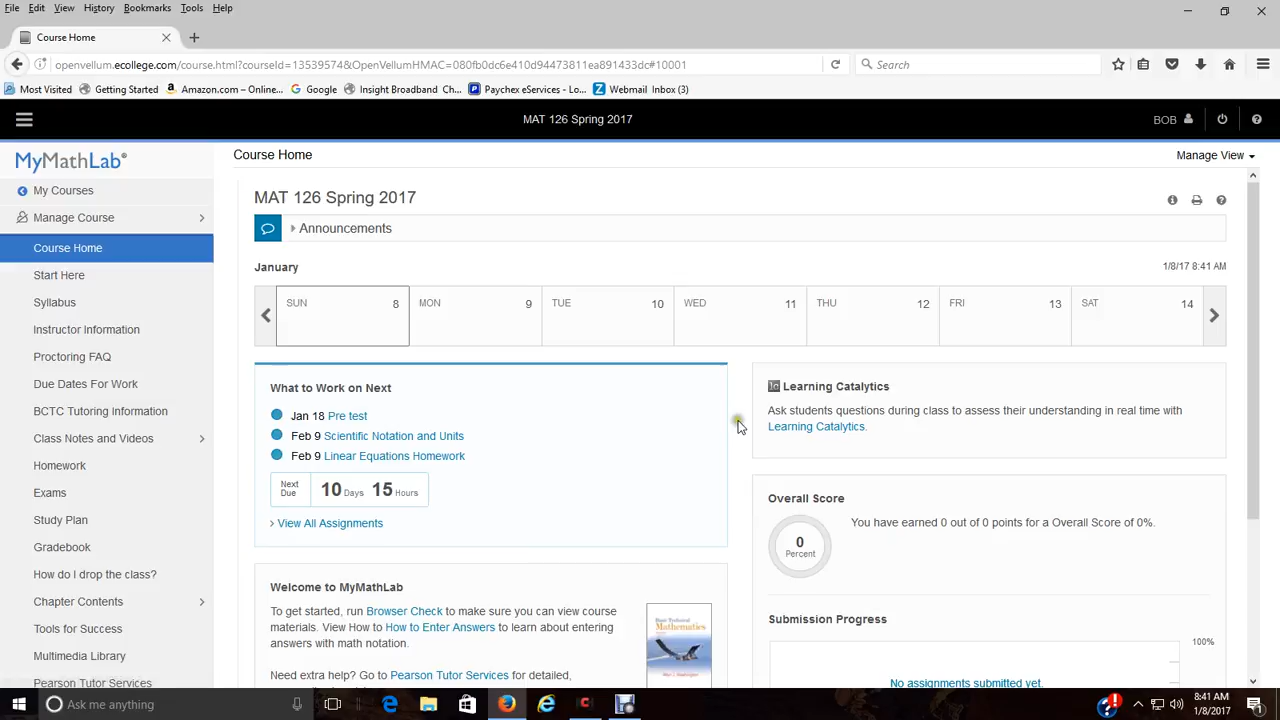 File Edit View History Bookmarks Tools Help
Course Home
openvellum.ecollege.com/course.html?courseId=13539574&OpenVellumHMAC=080fb0dc6e410d94473811ea891433dc#10001
Search
Most Visited Getting Started Amazon.com – Online... Google Insight Broadband Ch... Paychex eServices - Lo... Webmail Inbox (3)
MAT 126 Spring 2017
BOB
MyMathLab®
Course Home
Manage View
My Courses
Manage Course
Course Home
Start Here
Syllabus
Instructor Information
Proctoring FAQ
Due Dates For Work
BCTC Tutoring Information
Class Notes and Videos
Homework
Exams
Study Plan
Gradebook
How do I drop the class?
Chapter Contents
Tools for Success
Multimedia Library
Pearson Tutor Services
MAT 126 Spring 2017
Announcements
January
1/8/17 8:41 AM
SUN 8 MON 9 TUE 10 WED 11 THU 12 FRI 13 SAT 14
What to Work on Next
Jan 18 Pre test
Feb 9 Scientific Notation and Units
Feb 9 Linear Equations Homework
Next Due 10 Days 15 Hours
View All Assignments
Welcome to MyMathLab
To get started, run Browser Check to make sure you can view course
materials. View How to How to Enter Answers to learn about entering
answers with math notation.
Need extra help? Go to Pearson Tutor Services for detailed,
Mathematics
Learning Catalytics
Ask students questions during class to assess their understanding in real time with
Learning Catalytics.
Overall Score
0
Percent
You have earned 0 out of 0 points for a Overall Score of 0%.
Submission Progress
100%
No assignments submitted yet.
Ask me anything
8:41 AM
1/8/2017